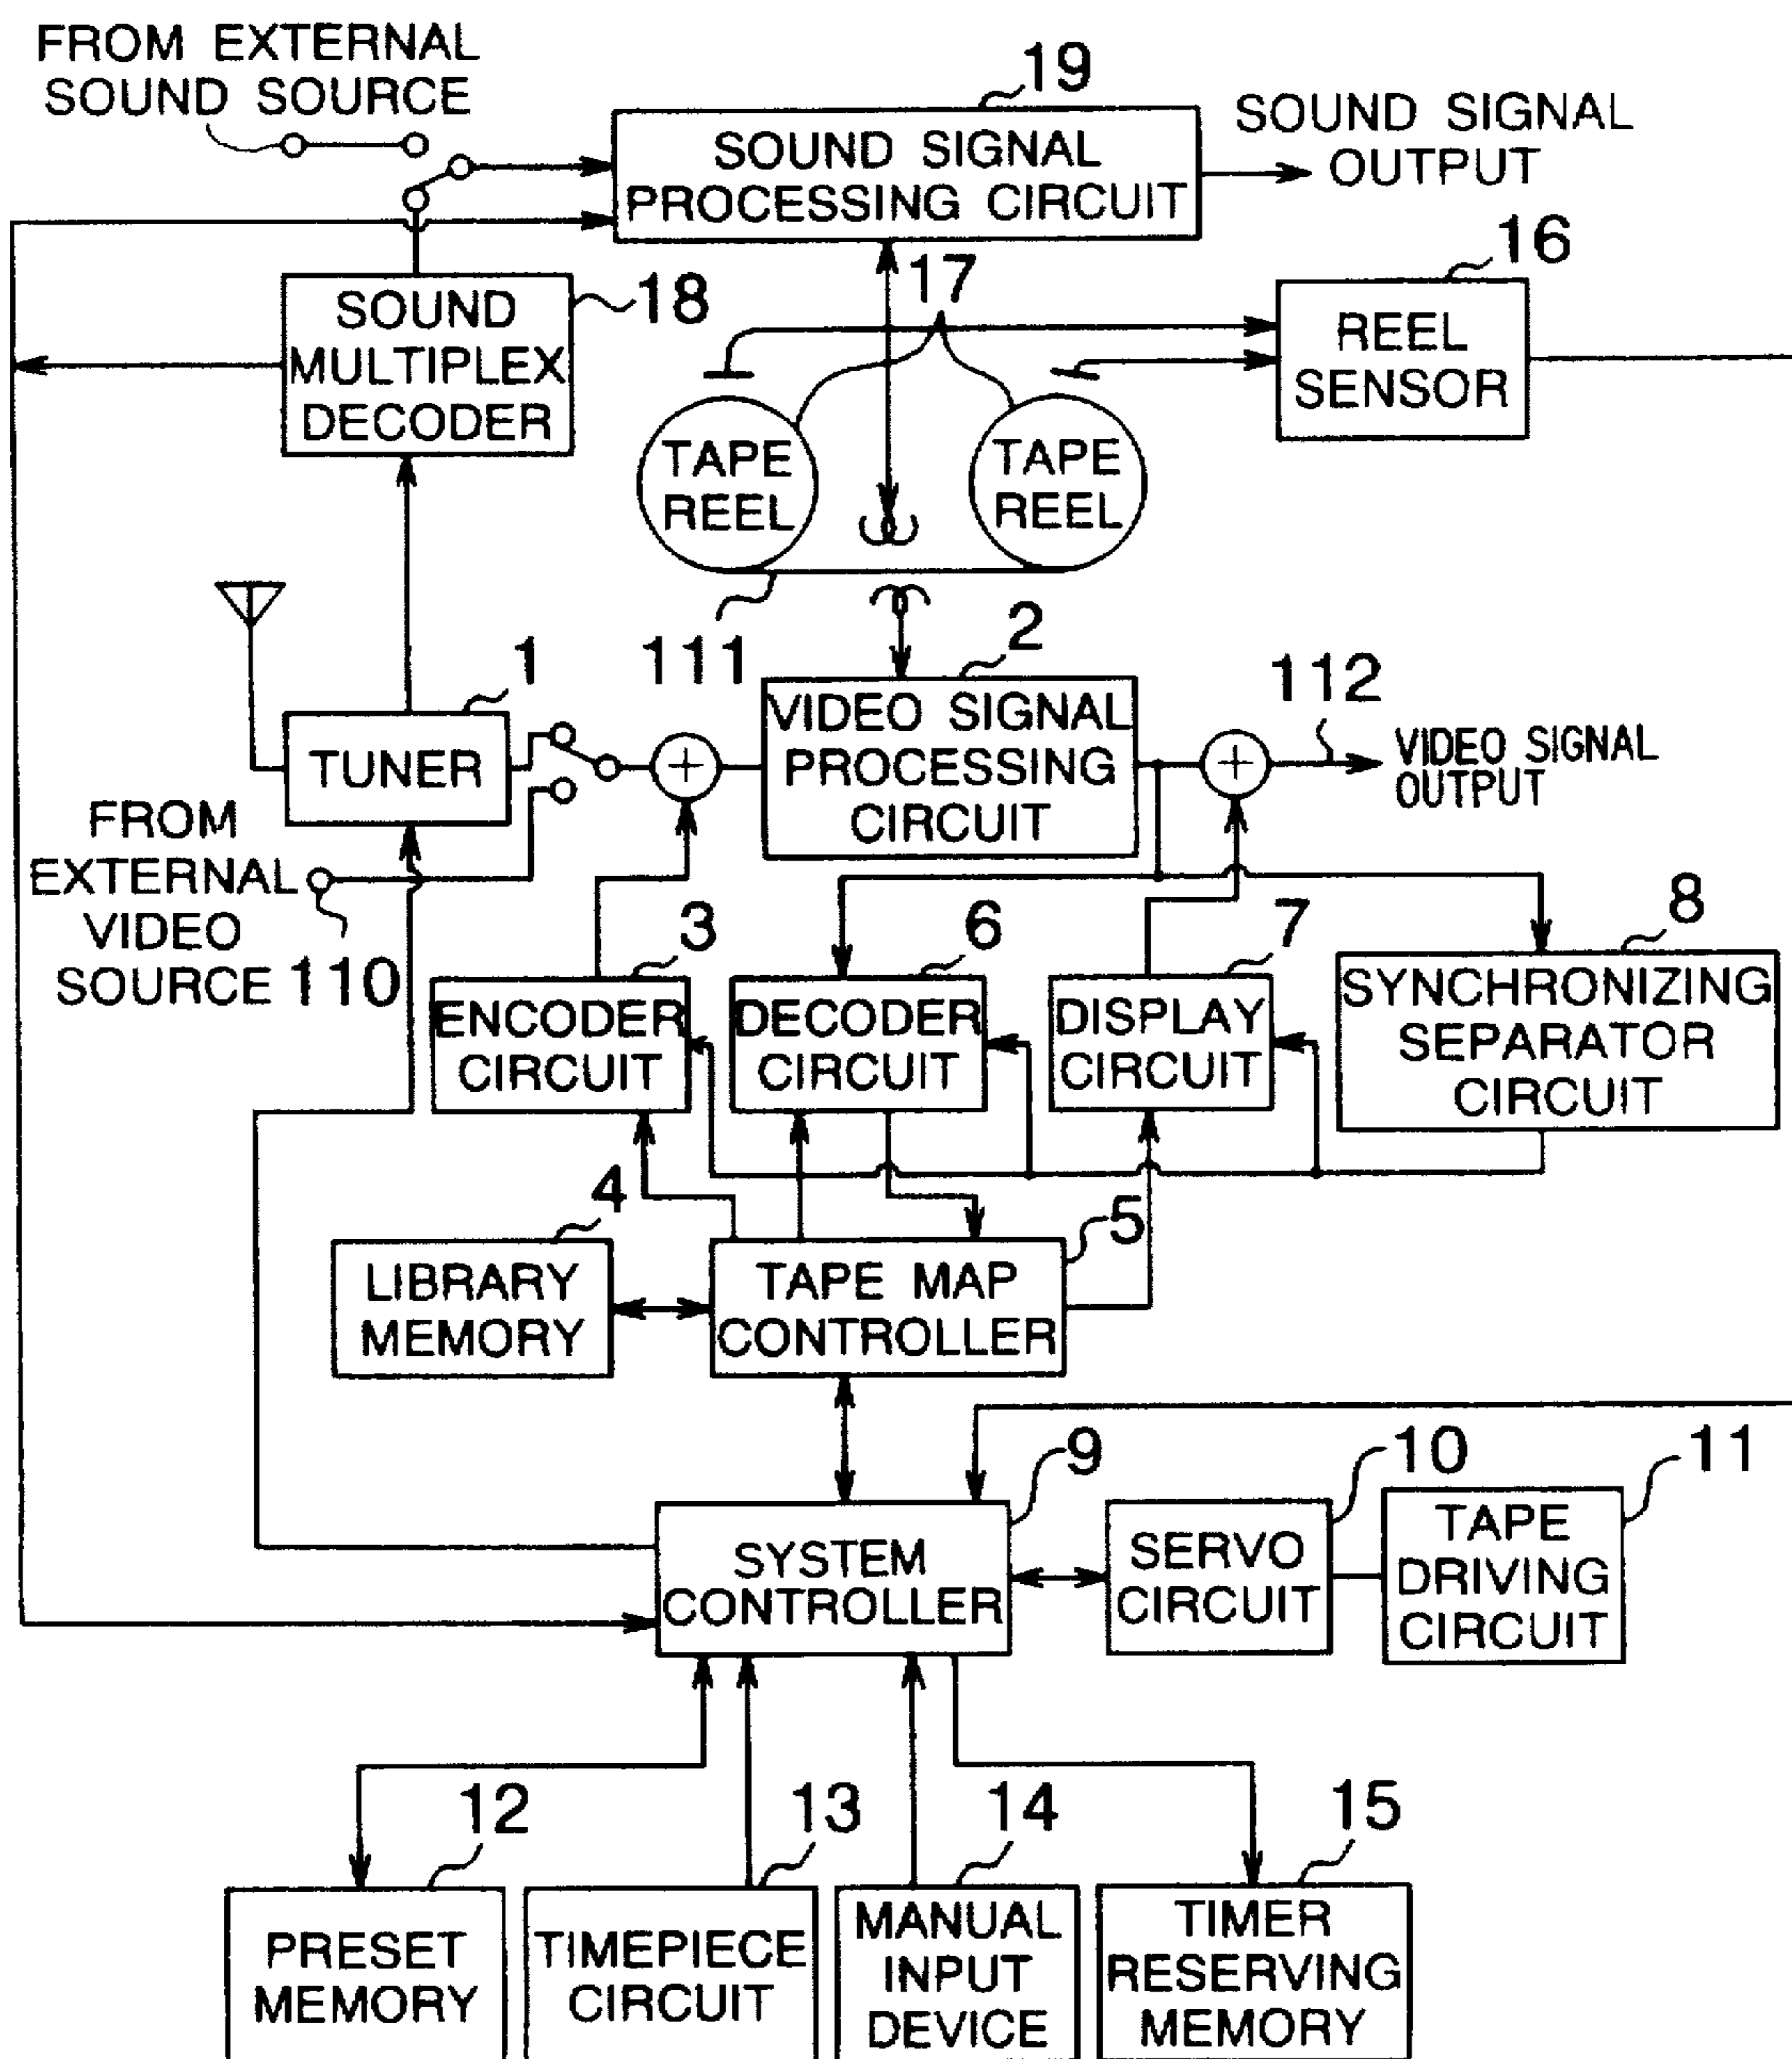 FROM EXTERNAL
SOUND SOURCE
19
SOUND SIGNAL
PROCESSING CIRCUIT
SOUND SIGNAL
OUTPUT
16
REEL
SENSOR
17
18
SOUND
MULTIPLEX
DECODER
TAPE
REEL
TAPE
REEL
111
1
TUNER
2
VIDEO SIGNAL
PROCESSING
CIRCUIT
112
VIDEO SIGNAL
OUTPUT
+
+
FROM
EXTERNAL
VIDEO
SOURCE 110
3
ENCODER
CIRCUIT
6
DECODER
CIRCUIT
7
DISPLAY
CIRCUIT
8
SYNCHRONIZING
SEPARATOR
CIRCUIT
4
LIBRARY
MEMORY
5
TAPE MAP
CONTROLLER
9
SYSTEM
CONTROLLER
10
SERVO
CIRCUIT
11
TAPE
DRIVING
CIRCUIT
12
PRESET
MEMORY
13
TIMEPIECE
CIRCUIT
14
MANUAL
INPUT
DEVICE
15
TIMER
RESERVING
MEMORY